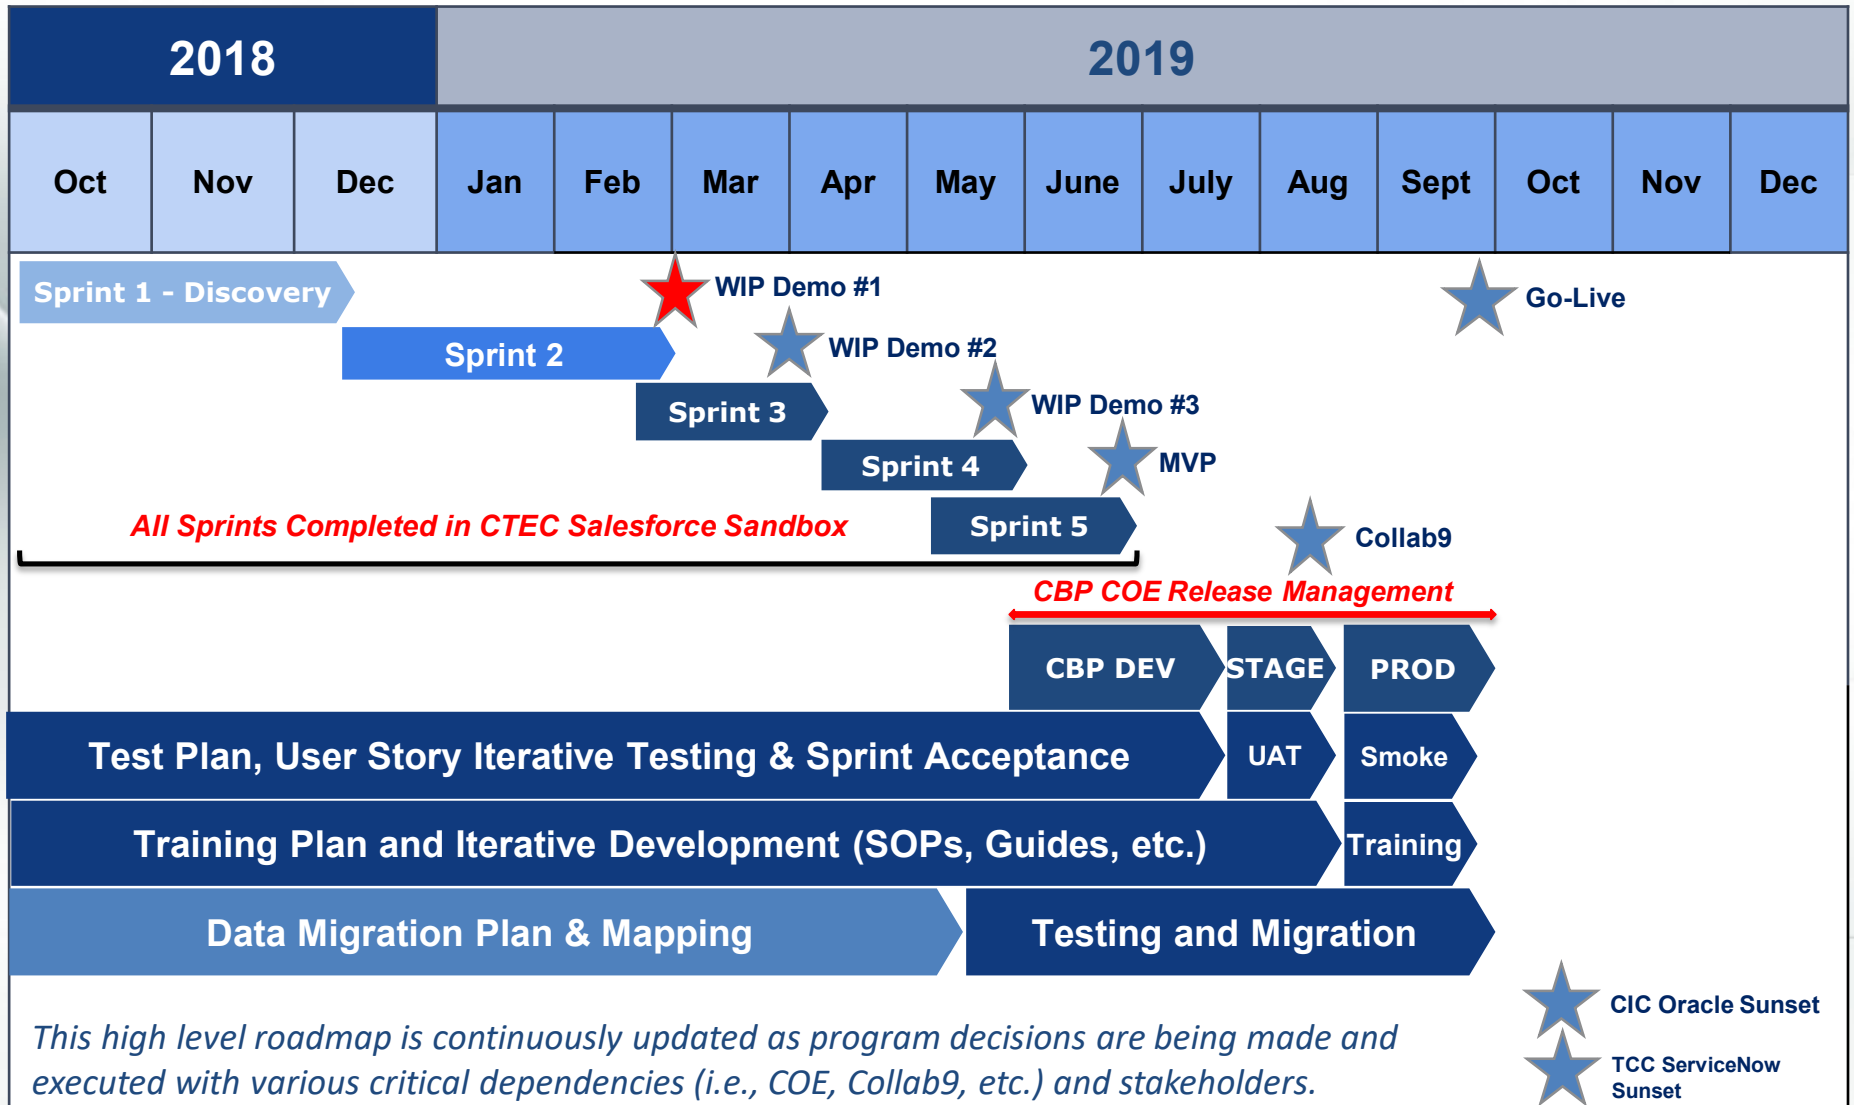 2018
2019
Oct
Nov
Dec
Jan
Feb
Mar
Apr
May
June
July
Aug
Sept
Oct
Nov
Dec
Sprint 1 - Discovery
WIP Demo #1
Go-Live
Sprint 2
WIP Demo #2
Sprint 3
WIP Demo #3
Sprint 4
MVP
All Sprints Completed in CTEC Salesforce Sandbox
Sprint 5
Collab9
CBP COE Release Management
CBP DEV
STAGE
PROD
Test Plan, User Story Iterative Testing & Sprint Acceptance
UAT
Smoke
Training Plan and Iterative Development (SOPs, Guides, etc.)
Training
Data Migration Plan & Mapping
Testing and Migration
CIC Oracle Sunset
This high level roadmap is continuously updated as program decisions are being made and
executed with various critical dependencies (i.e., COE, Collab9, etc.) and stakeholders.
TCC ServiceNow
Sunset